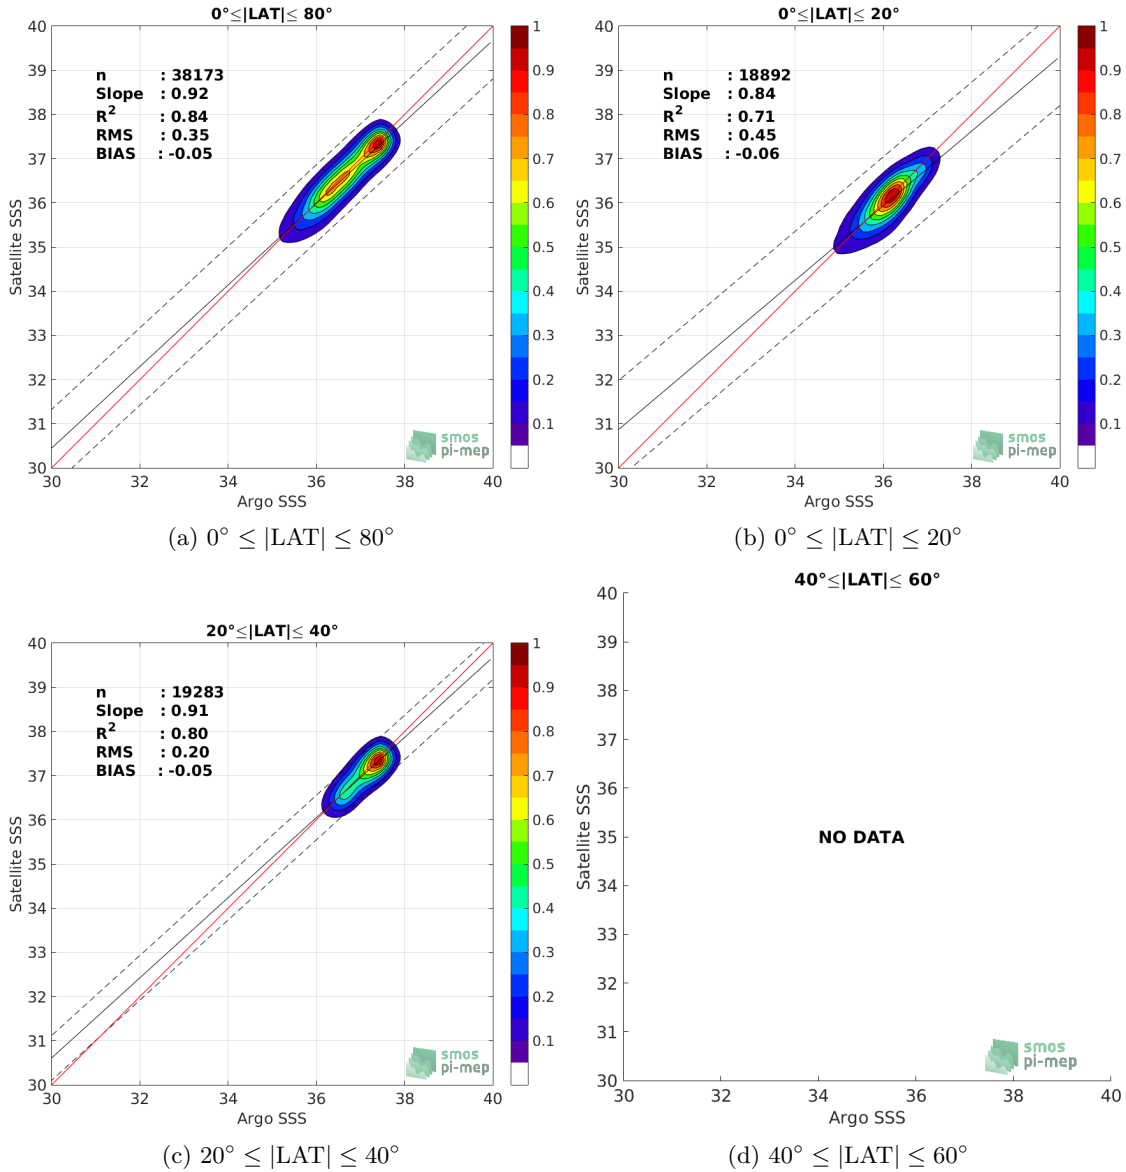 0°≤|LAT|≤ 80°
40
39
38
37
36
35
34
33
32
31
30
Satellite SSS
n : 38173
Slope : 0.92
R² : 0.84
RMS : 0.35
BIAS : -0.05
1
0.9
0.8
0.7
0.6
0.5
0.4
0.3
0.2
0.1
smos
pi-mep
30 32 34 36 38 40
Argo SSS
(a) 0° ≤ |LAT| ≤ 80°
0°≤|LAT|≤ 20°
40
39
38
37
36
35
34
33
32
31
30
Satellite SSS
n : 18892
Slope : 0.84
R² : 0.71
RMS : 0.45
BIAS : -0.06
1
0.9
0.8
0.7
0.6
0.5
0.4
0.3
0.2
0.1
smos
pi-mep
30 32 34 36 38 40
Argo SSS
(b) 0° ≤ |LAT| ≤ 20°
20°≤|LAT|≤ 40°
40
39
38
37
36
35
34
33
32
31
30
Satellite SSS
n : 19283
Slope : 0.91
R² : 0.80
RMS : 0.20
BIAS : -0.05
1
0.9
0.8
0.7
0.6
0.5
0.4
0.3
0.2
0.1
smos
pi-mep
30 32 34 36 38 40
Argo SSS
(c) 20° ≤ |LAT| ≤ 40°
40°≤|LAT|≤ 60°
40
39
38
37
36
35
34
33
32
31
30
Satellite SSS
NO DATA
smos
pi-mep
30 32 34 36 38 40
Argo SSS
(d) 40° ≤ |LAT| ≤ 60°